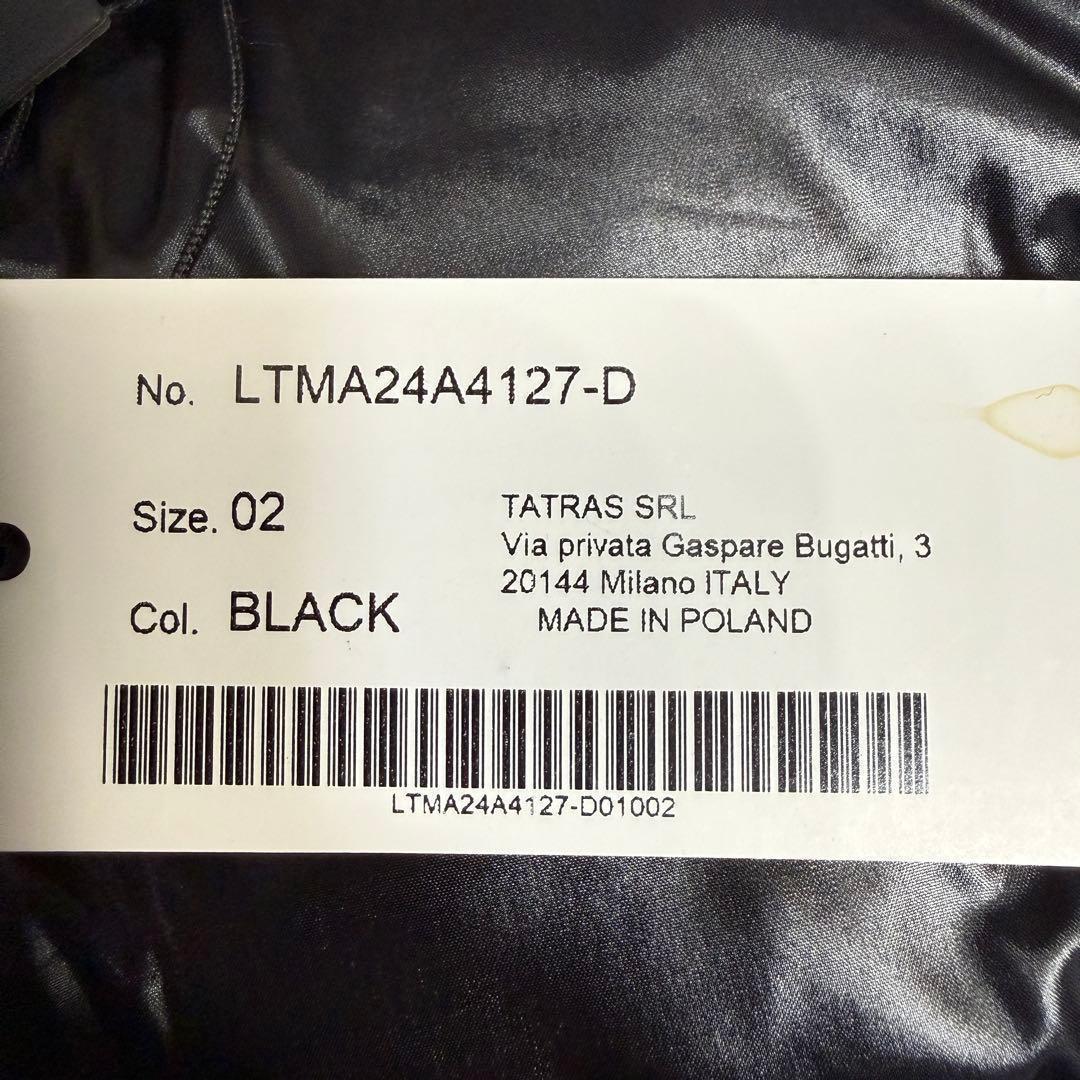 No. LTMA24A4127-D
Size. 02
Col. BLACK
TATRAS SRL
Via privata Gaspare Bugatti, 3
20144 Milano ITALY
MADE IN POLAND
LTMA24A4127-D01002